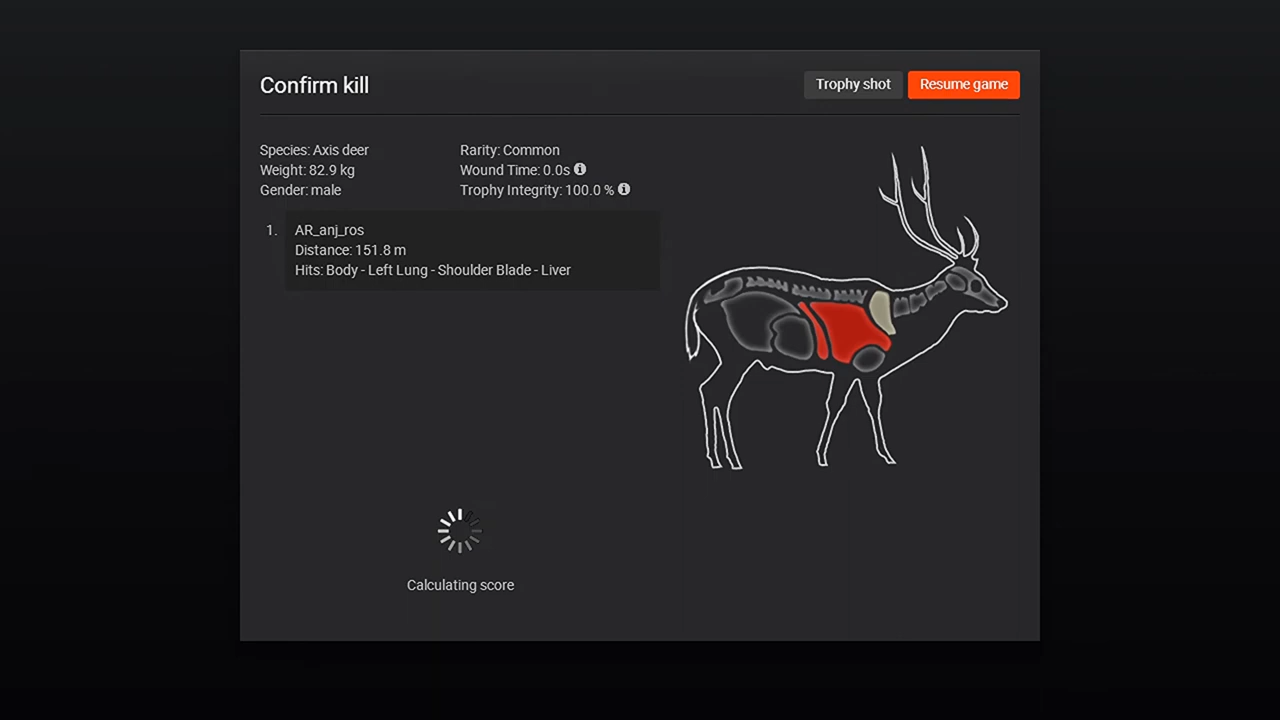 Confirm kill
Trophy shot
Resume game
Species: Axis deer
Weight: 82.9 kg
Gender: male
Rarity: Common
Wound Time: 0.0s
Trophy Integrity: 100.0 %
1.
AR_anj_ros
Distance: 151.8 m
Hits: Body - Left Lung - Shoulder Blade - Liver
Calculating score